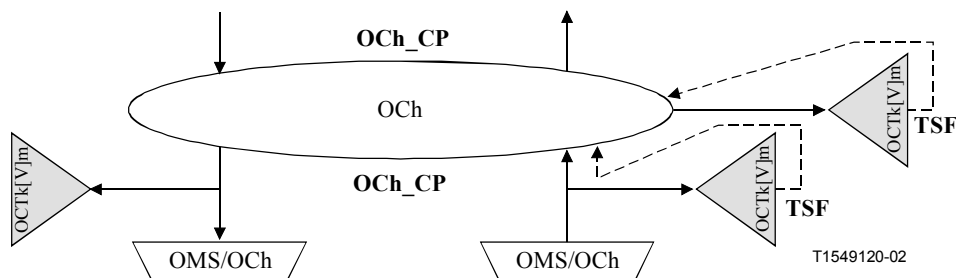 OCh_CP
OCh
OCTk[V]m
TSF
OCTk[V]m
OCh_CP
OCTk[V]m
TSF
OMS/OCh
OMS/OCh
T1549120-02